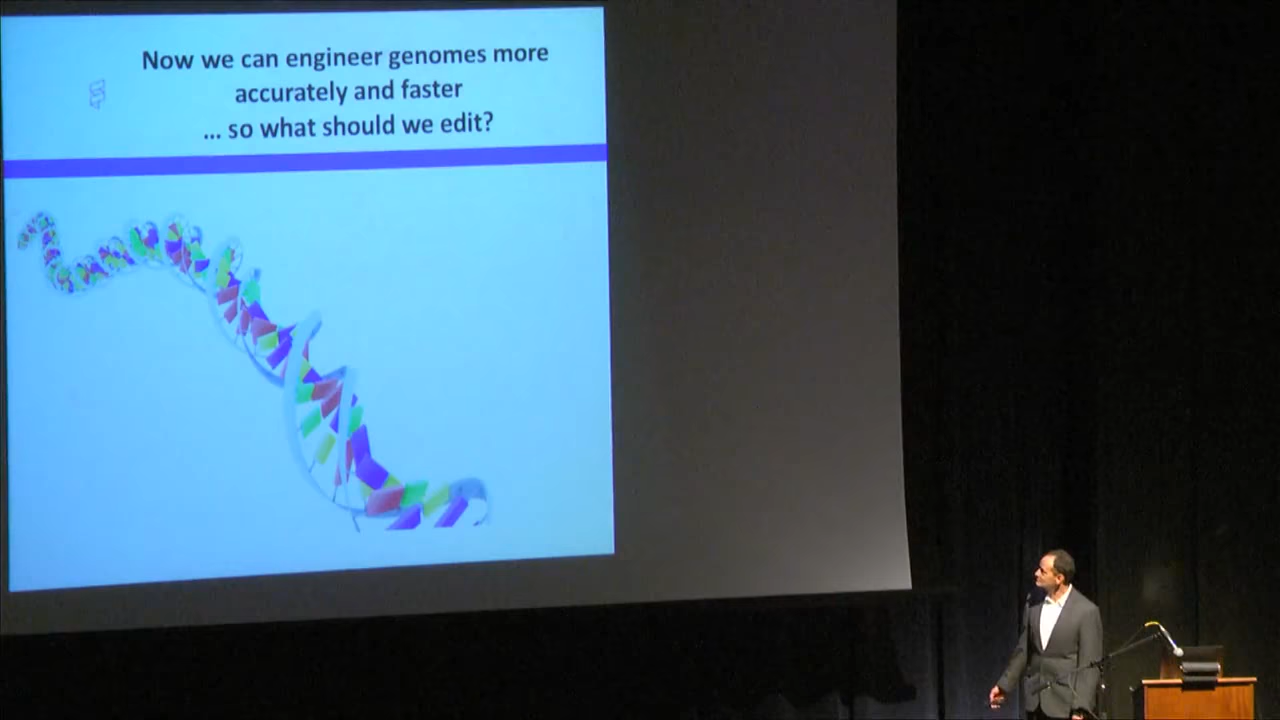 Now we can engineer genomes more
accurately and faster
... so what should we edit?